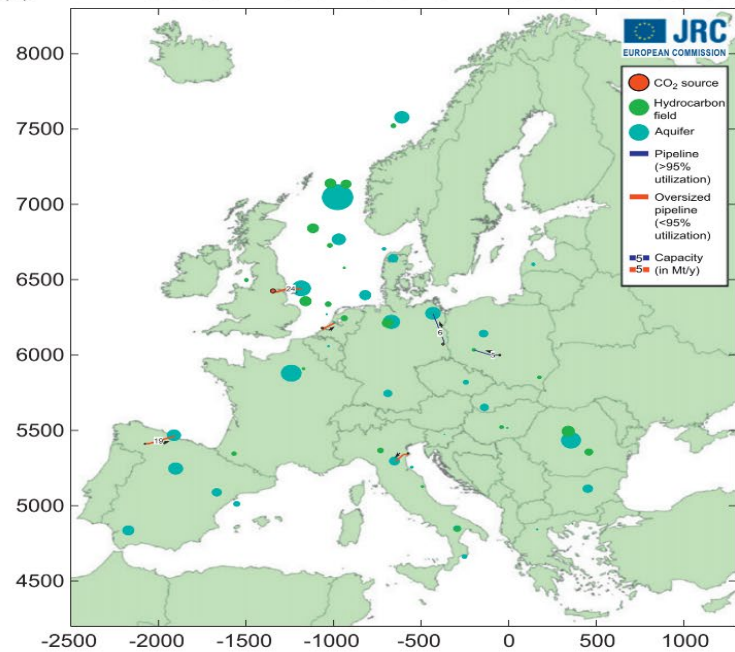 JRC
EUROPEAN COMMISSION
CO2 source
Hydrocarbon
field
Aquifer
Pipeline
(>95%
utilization)
Oversized
pipeline
(<95%
utilization)
5 Capacity
5 (in Mt/y)
8000
7500
7000
6500
6000
5500
5000
4500
24
6
5
19
-2500 -2000 -1500 -1000 -500 0 500 1000